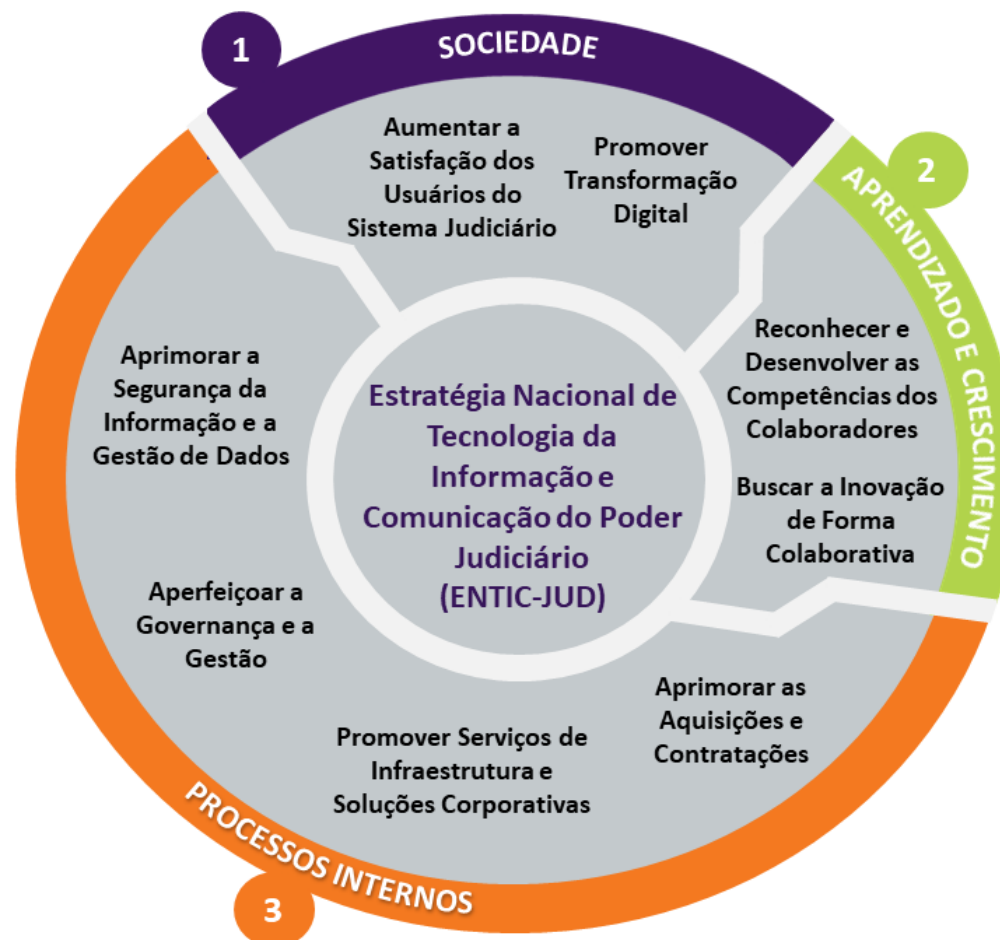 1
SOCIEDADE
Aumentar a
Satisfação dos
Usuários do
Sistema Judiciário
Promover
Transformação
Digital
2
APRENDIZADO E CRESCIMENTO
Reconhecer e
Desenvolver as
Competências dos
Colaboradores
Buscar a Inovação
de Forma
Colaborativa
Estratégia Nacional de
Tecnologia da
Informação e
Comunicação do Poder
Judiciário
(ENTIC-JUD)
Aprimorar a
Segurança da
Informação e a
Gestão de Dados
Aperfeiçoar a
Governança e a
Gestão
Promover Serviços de
Infraestrutura e
Soluções Corporativas
Aprimorar as
Aquisições e
Contratações
PROCESSOS INTERNOS
3